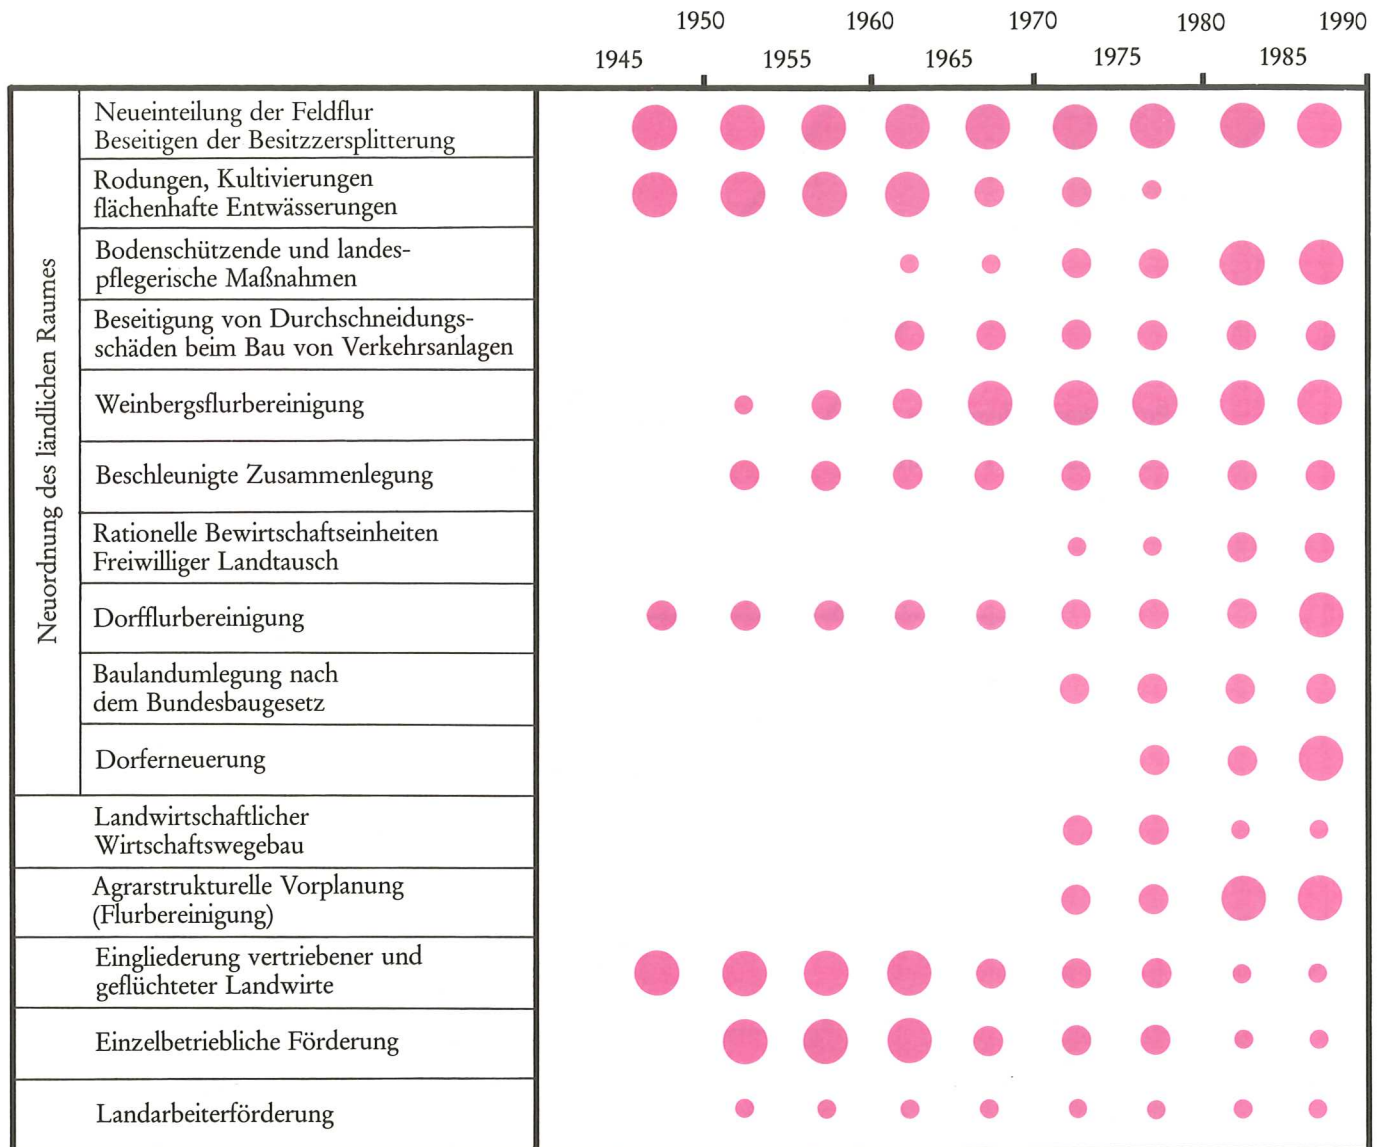 1950 1960 1970 1980 1990
1945 1955 1965 1975 1985
Neuordnung des ländlichen Raumes
Neueinteilung der Feldflur
Beseitigen der Besitzzersplitterung
Rodungen, Kultivierungen
flächenhafte Entwässerungen
Bodenschützende und landes-
pflegerische Maßnahmen
Beseitigung von Durchschneidungs-
schäden beim Bau von Verkehrsanlagen
Weinbergsflurbereinigung
Beschleunigte Zusammenlegung
Rationelle Bewirtschaftseinheiten
Freiwilliger Landtausch
Dorfflurbereinigung
Baulandumlegung nach
dem Bundesbaugesetz
Dorferneuerung
Landwirtschaftlicher
Wirtschaftswegebau
Agrarstrukturelle Vorplanung
(Flurbereinigung)
Eingliederung vertriebener und
geflüchteter Landwirte
Einzelbetriebliche Förderung
Landarbeiterförderung